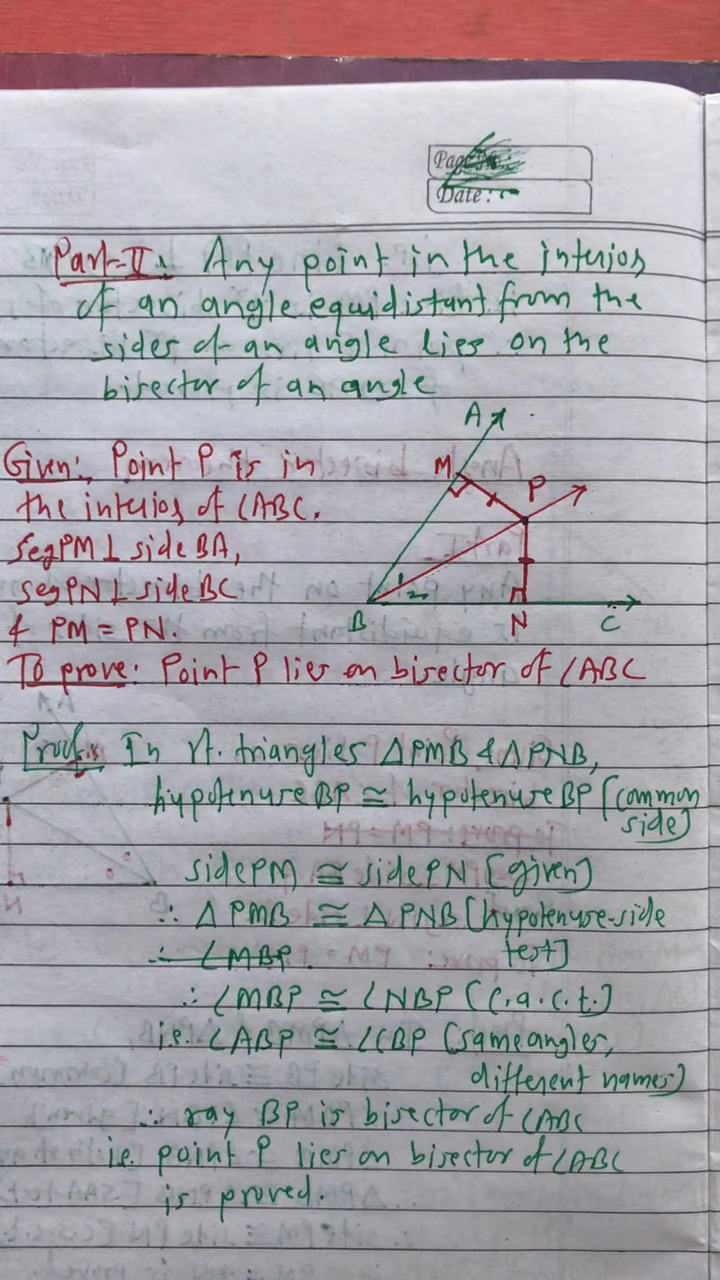 Page No.:
Date:
Part-II: Any point in the interior
of an angle equidistant from the
sides of an angle lies on the
bisector of an angle
A
Given: Point P is in
M
P
the interior of ∠ABC.
seg PM ⊥ side BA,
seg PN ⊥ side BC
1
2
B
N
C
& PM = PN.
To prove: Point P lies on bisector of ∠ABC
Proof: In rt. triangles ΔPMB & ΔPNB,
hypotenuse BP ≅ hypotenuse BP [common
side]
side PM ≅ side PN [given]
∴ ΔPMB ≅ ΔPNB [hypotenuse-side
∴ ∠MBP test]
∴ ∠MBP ≅ ∠NBP [c.a.c.t.]
i.e. ∠ABP ≅ ∠CBP [same angles,
different names]
∴ ray BP is bisector of ∠ABC
i.e. point P lies on bisector of ∠ABC
is proved.